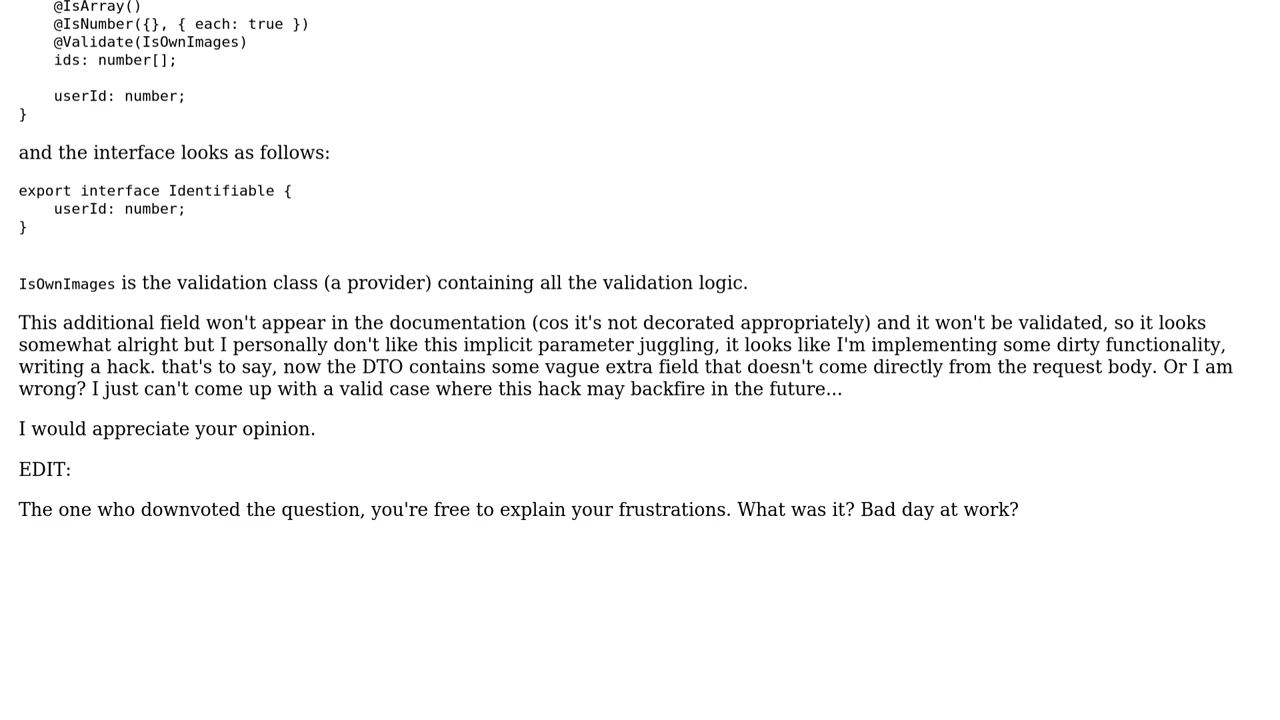 @IsArray()
@IsNumber({}, { each: true })
@Validate(IsOwnImages)
ids: number[];
userId: number;
}
and the interface looks as follows:
export interface Identifiable {
userId: number;
}
IsOwnImages is the validation class (a provider) containing all the validation logic.
This additional field won't appear in the documentation (cos it's not decorated appropriately) and it won't be validated, so it looks
somewhat alright but I personally don't like this implicit parameter juggling, it looks like I'm implementing some dirty functionality,
writing a hack. that's to say, now the DTO contains some vague extra field that doesn't come directly from the request body. Or I am
wrong? I just can't come up with a valid case where this hack may backfire in the future...
I would appreciate your opinion.
EDIT:
The one who downvoted the question, you're free to explain your frustrations. What was it? Bad day at work?